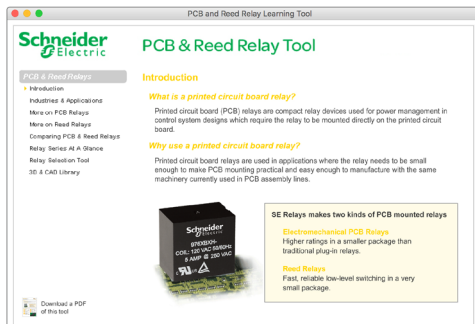 PCB and Reed Relay Learning Tool
Schneider
Electric
PCB & Reed Relay Tool
PCB & Reed Relays
Introduction
Industries & Applications
More on PCB Relays
More on Reed Relays
Comparing PCB & Reed Relays
Relay Series At A Glance
Relay Selection Tool
3D & CAD Library
Download a PDF
of this tool
Introduction
What is a printed circuit board relay?
Printed circuit board (PCB) relays are compact relay devices used for power management in
control system designs which require the relay to be mounted directly on the printed circuit
board.
Why use a printed circuit board relay?
Printed circuit board relays are used in applications where the relay needs to be small
enough to make PCB mounting practical and easy enough to manufacture with the same
machinery currently used in PCB assembly lines.
Schneider
Electric
976XBXH-
COIL: 120 VAC 50/60Hz
5 AMP @ 250 VAC
SE Relays makes two kinds of PCB mounted relays
Electromechanical PCB Relays
Higher ratings in a smaller package than
traditional plug-in relays.
Reed Relays
Fast, reliable low-level switching in a very
small package.